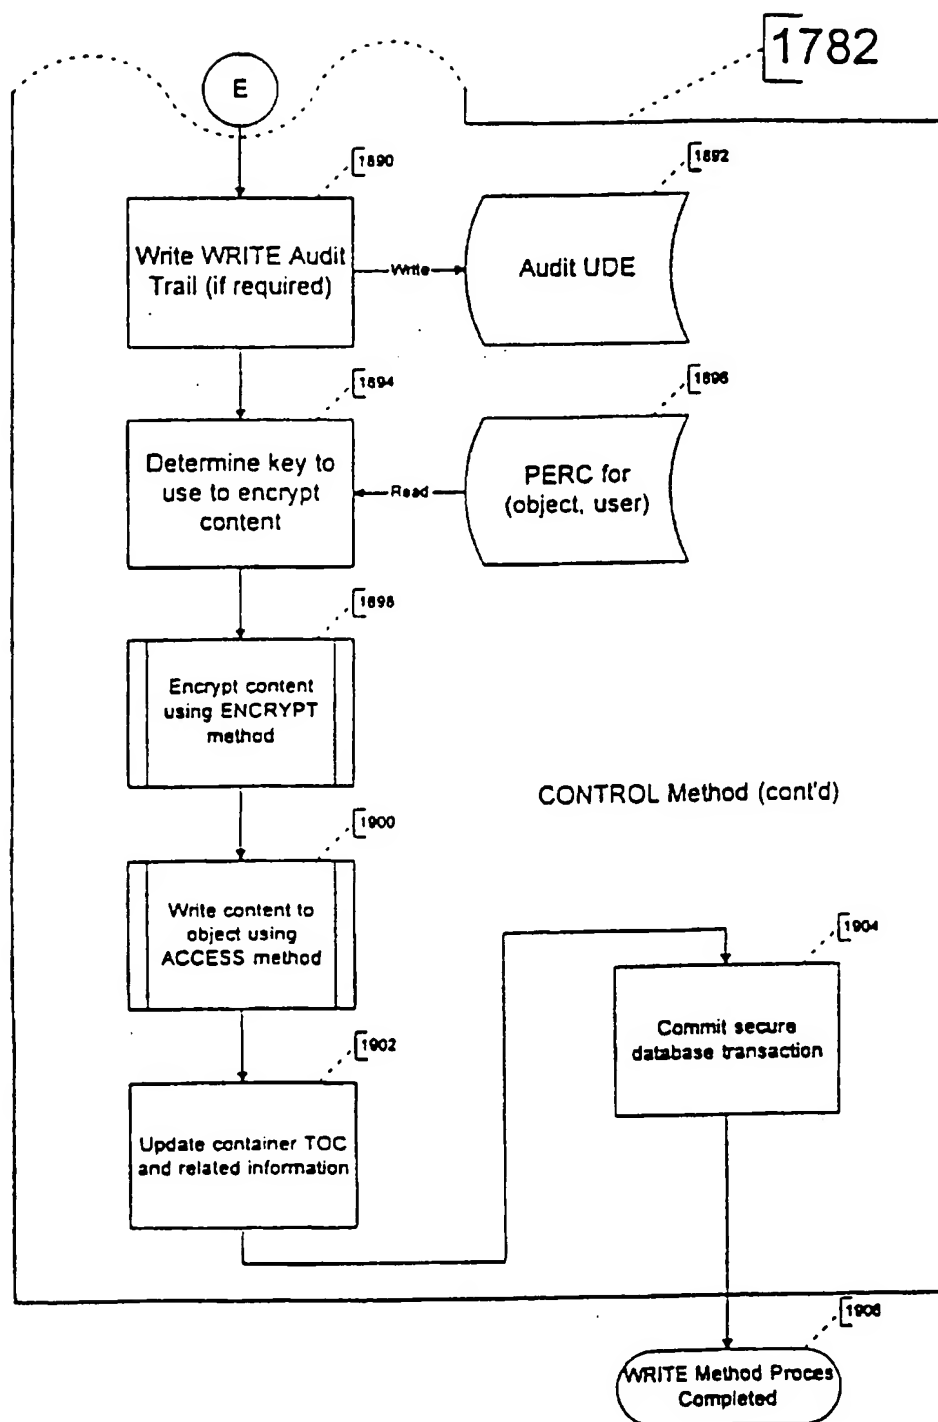 1782
E
1890
1892
Write WRITE Audit
Trail (if required)
Write
Audit UDE
1894
1896
Determine key to
use to encrypt
content
Read
PERC for
(object, user)
1898
Encrypt content
using ENCRYPT
method
CONTROL Method (cont'd)
1900
Write content to
object using
ACCESS method
1904
Commit secure
database transaction
1902
Update container TOC
and related information
1906
WRITE Method Proces
Completed